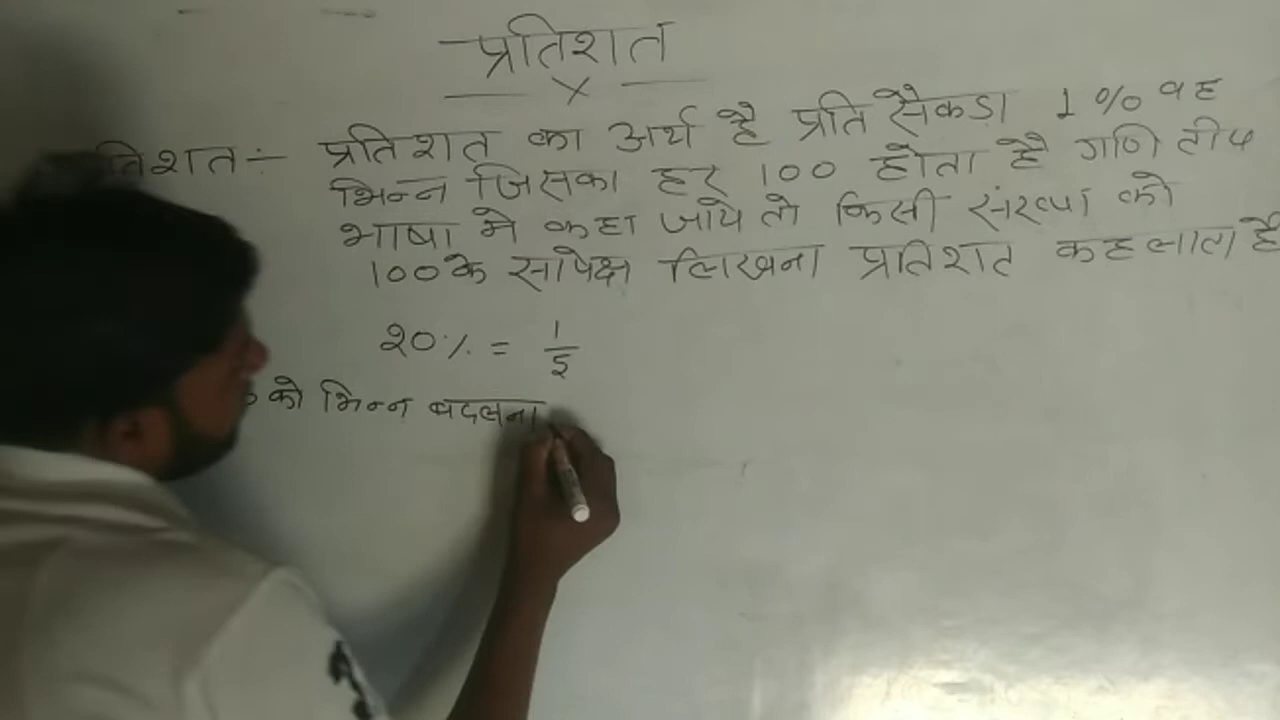 प्रतिशत
तिशत :- प्रतिशत का अर्थ है प्रति सैकडा 1 % वह
भिन्न जिसका हर 100 होता है गणितीय
भाषा मे कहा जाये तो किसी संख्या को
100 के सापेक्ष लिखना प्रतिशत कहलाता है
20% = 1/5
को भिन्न बदलना